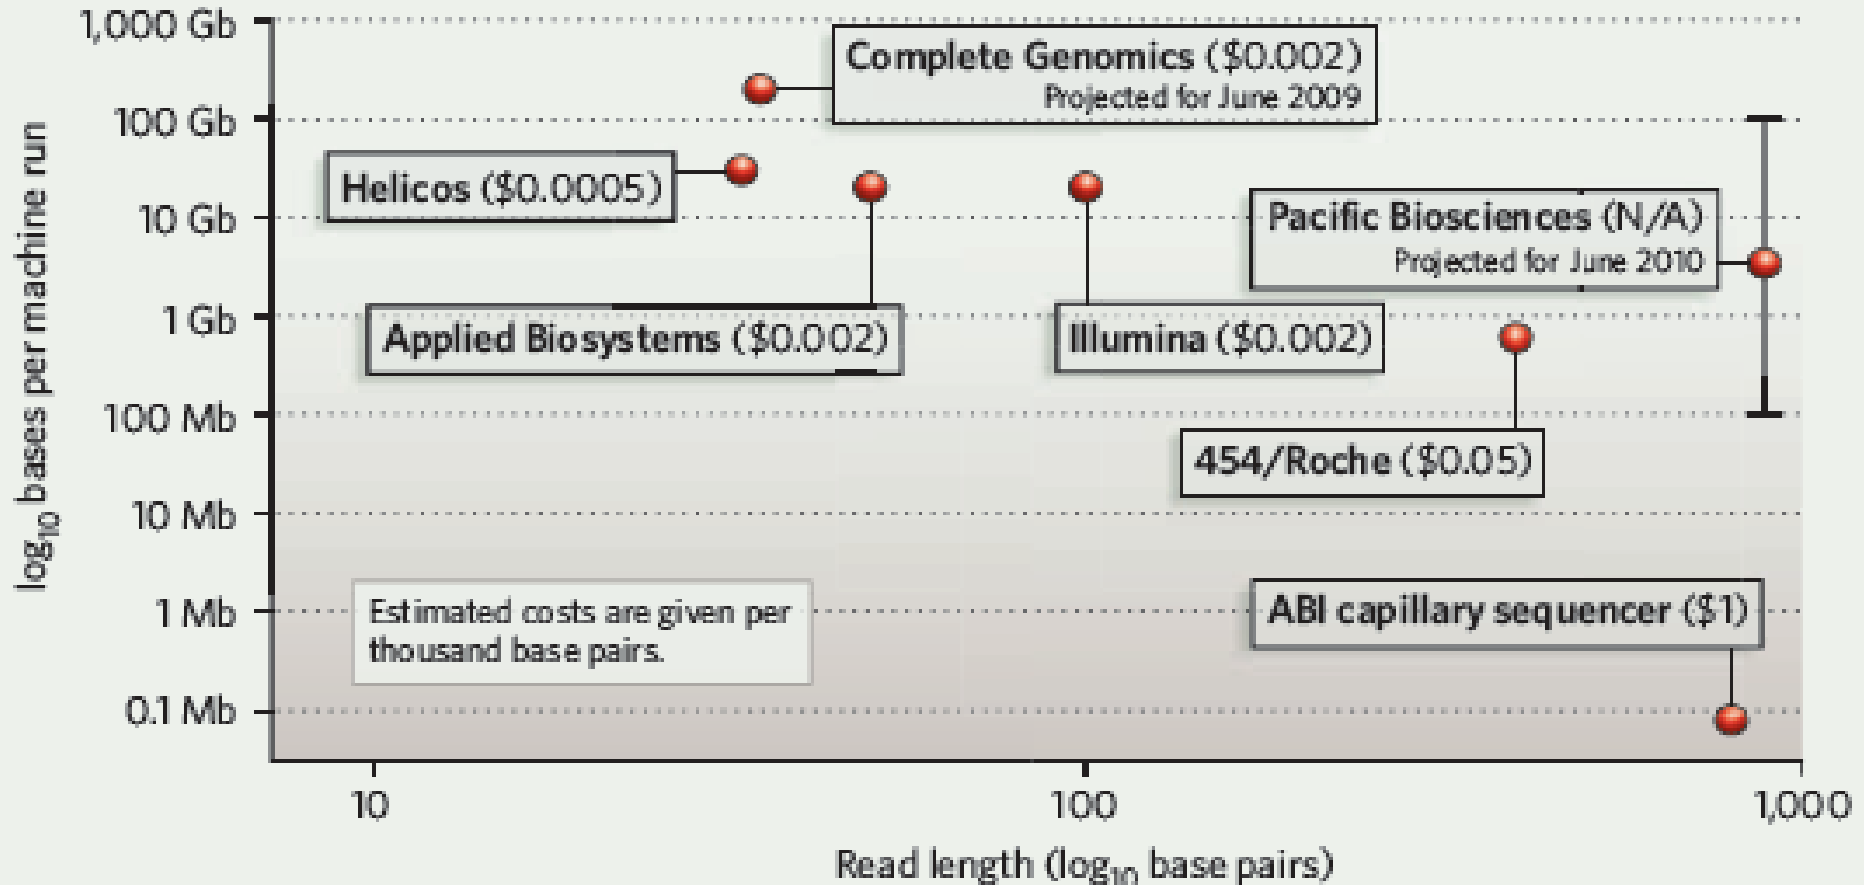 1,000 Gb
100 Gb
10 Gb
1 Gb
100 Mb
10 Mb
1 Mb
0.1 Mb
log10 bases per machine run
Complete Genomics ($0.002)
Projected for June 2009
Helicos ($0.0005)
Pacific Biosciences (N/A)
Projected for June 2010
Applied Biosystems ($0.002)
Illumina ($0.002)
454/Roche ($0.05)
Estimated costs are given per
thousand base pairs.
ABI capillary sequencer ($1)
10
100
1,000
Read length (log10 base pairs)